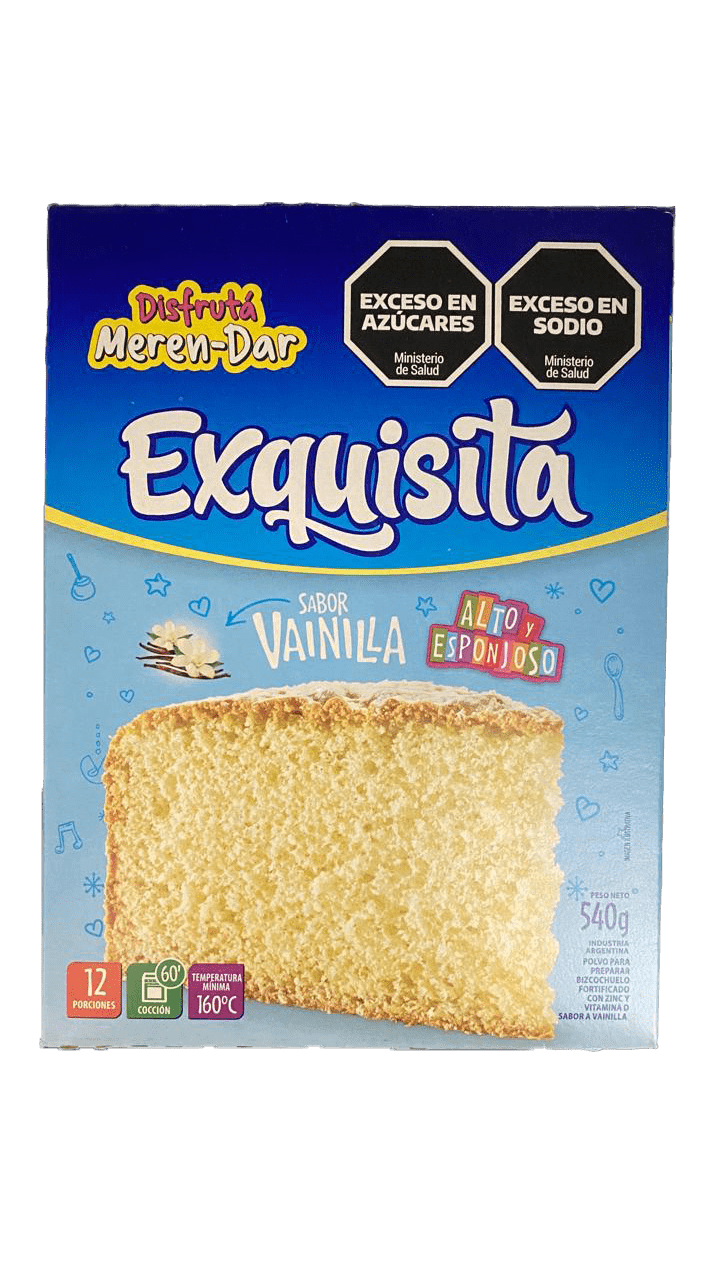 Disfrutá
Meren-Dar
EXCESO EN
AZÚCARES
Ministerio
de Salud
EXCESO EN
SODIO
Ministerio
de Salud
Exquisita
SABOR
VAINILLA
ALTO y
ESPONJOSO
PESO NETO
540g
INDUSTRIA
ARGENTINA
POLVO PARA
PREPARAR
BIZCOCHUELO
FORTIFICADO
CON ZINC Y
VITAMINA D
SABOR A VAINILLA.
12
PORCIONES
60'
COCCIÓN
TEMPERATURA
MÍNIMA
160°C